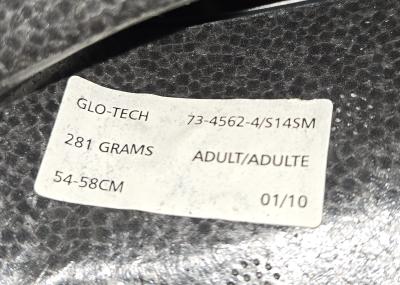 GLO-TECH 73-4562-4/S14SM
281 GRAMS ADULT/ADULTE
54-58CM 01/10